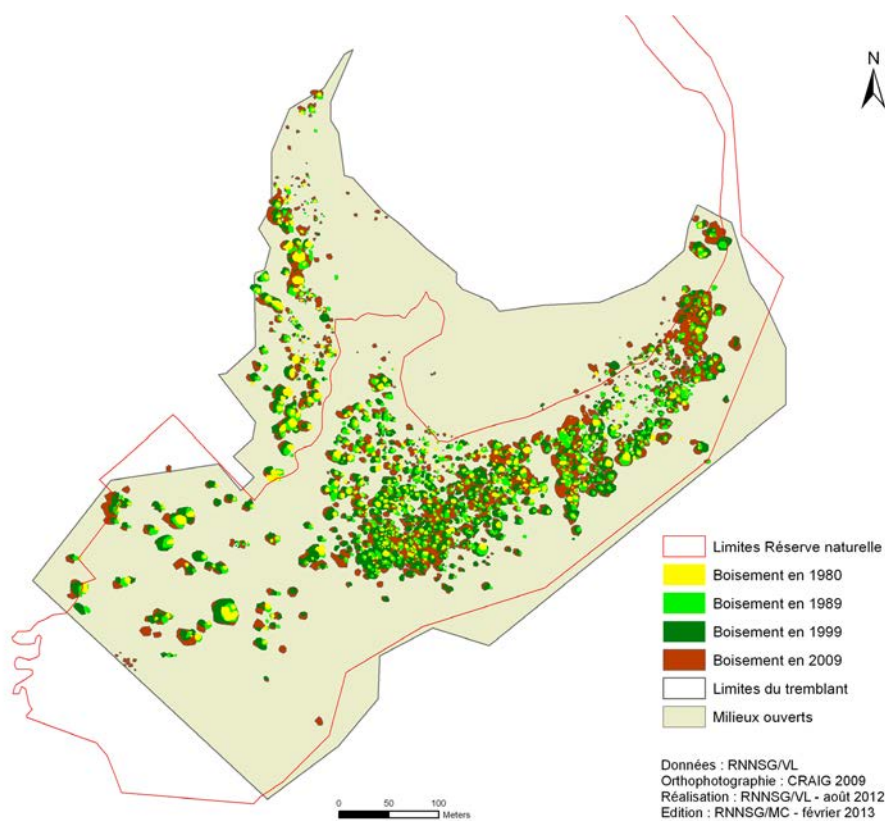 N
Limites Réserve naturelle
Boisement en 1980
Boisement en 1989
Boisement en 1999
Boisement en 2009
Limites du tremblant
Milieux ouverts
Données : RNNSG/VL
Orthophotographie : CRAIG 2009
Réalisation : RNNSG/VL - août 2012
Edition : RNNSG/MC - février 2013
0 50 100
Meters